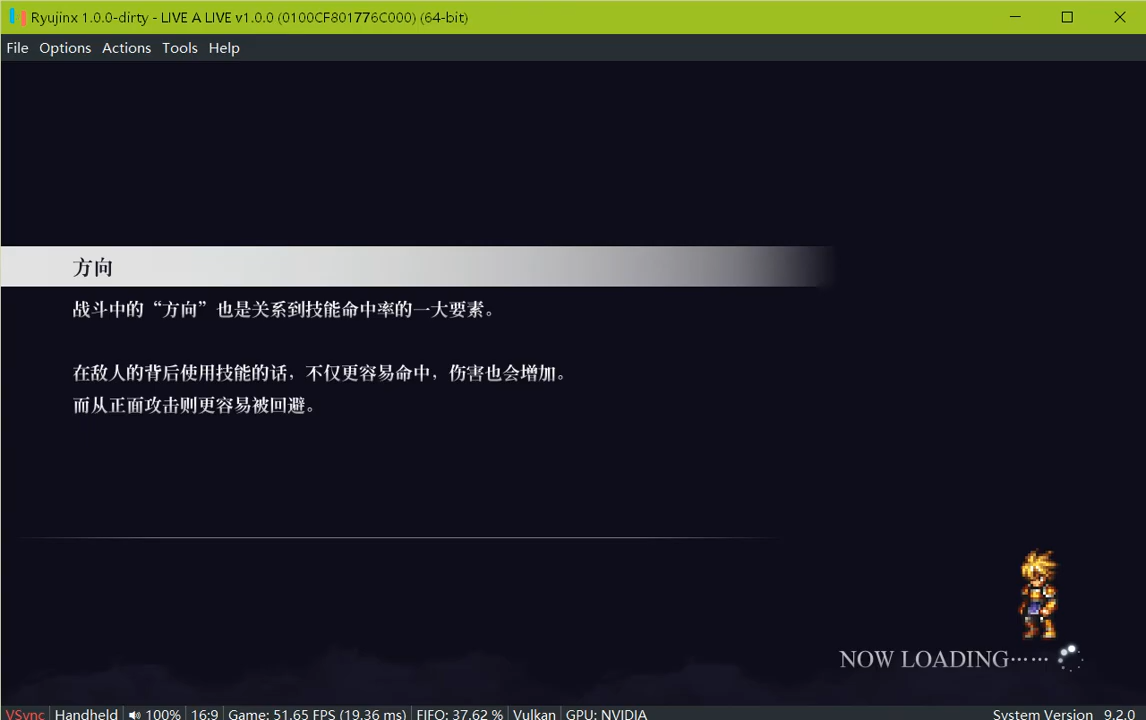 Ryujinx 1.0.0-dirty - LIVE A LIVE v1.0.0 (0100CF801776C000) (64-bit)
File Options Actions Tools Help
方向
战斗中的“方向”也是关系到技能命中率的一大要素。
在敌人的背后使用技能的话，不仅更容易命中，伤害也会增加。
而从正面攻击则更容易被回避。
NOW LOADING……
VSync Handheld 100% 16:9 Game: 51.65 FPS (19.36 ms) FIFO: 37.62 % Vulkan GPU: NVIDIA System Version 9.2.0